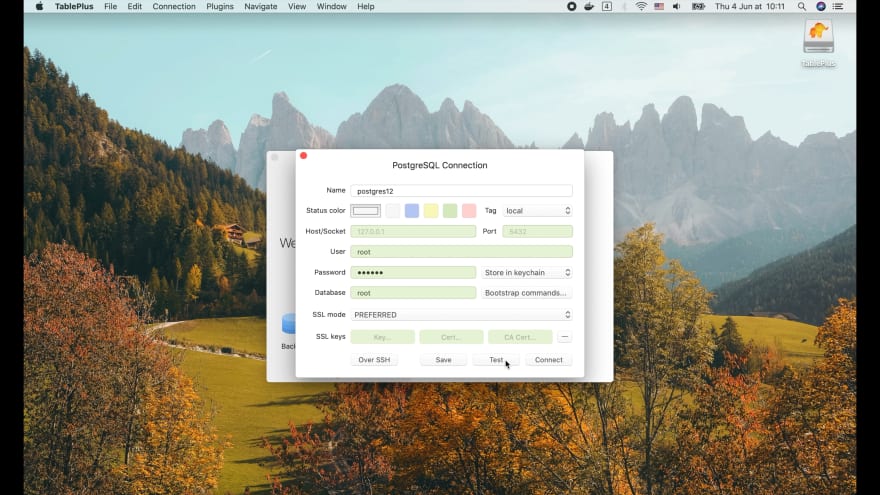 TablePlus File Edit Connection Plugins Navigate View Window Help 4 Thu 4 Jun at 10:11
TablePlus
PostgreSQL Connection
Name postgres12
Status color Tag local
Host/Socket 127.0.0.1 Port 5432
We
User root
Password •••••• Store in keychain
Database root Bootstrap commands...
SSL mode PREFERRED
SSL keys Key... Cert... CA Cert... —
Back
Over SSH Save Test Connect